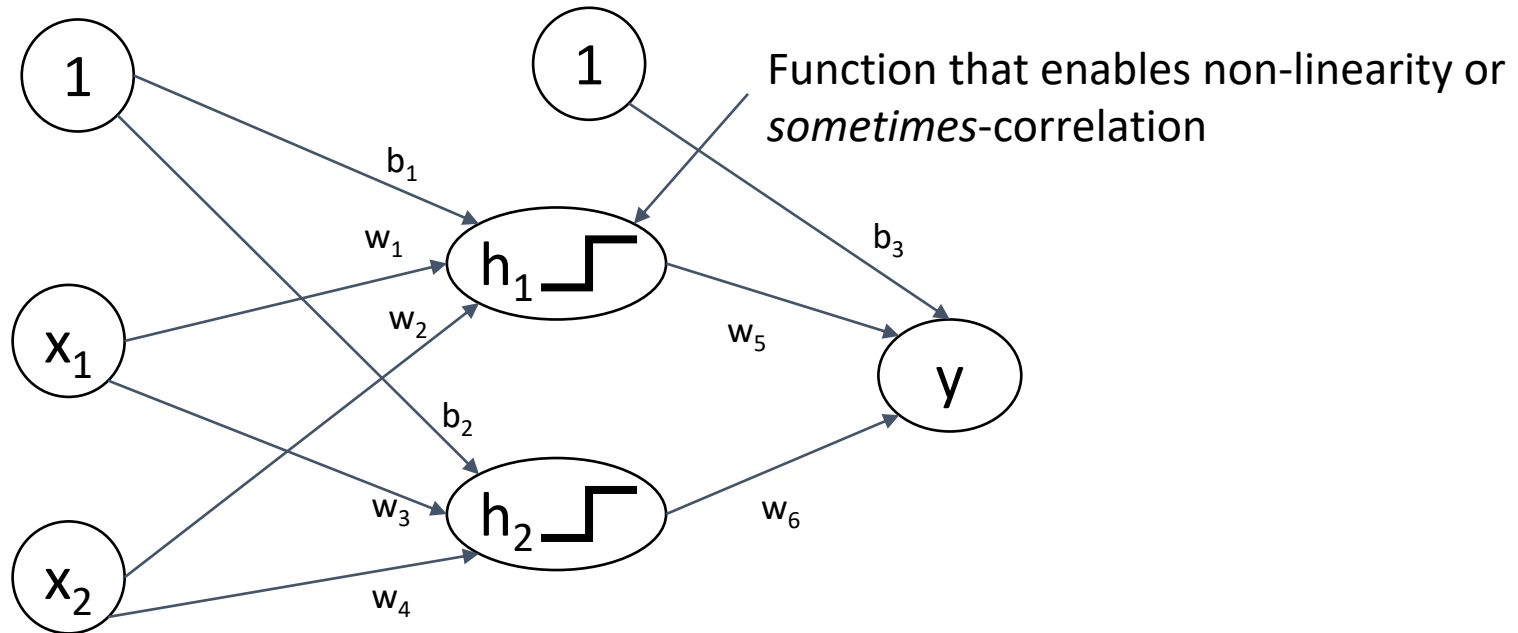 1
1
Function that enables non-linearity or
sometimes-correlation
b₁
w₁
h₁
b₃
x₁
w₂
w₅
y
b₂
w₃
h₂
w₆
x₂
w₄